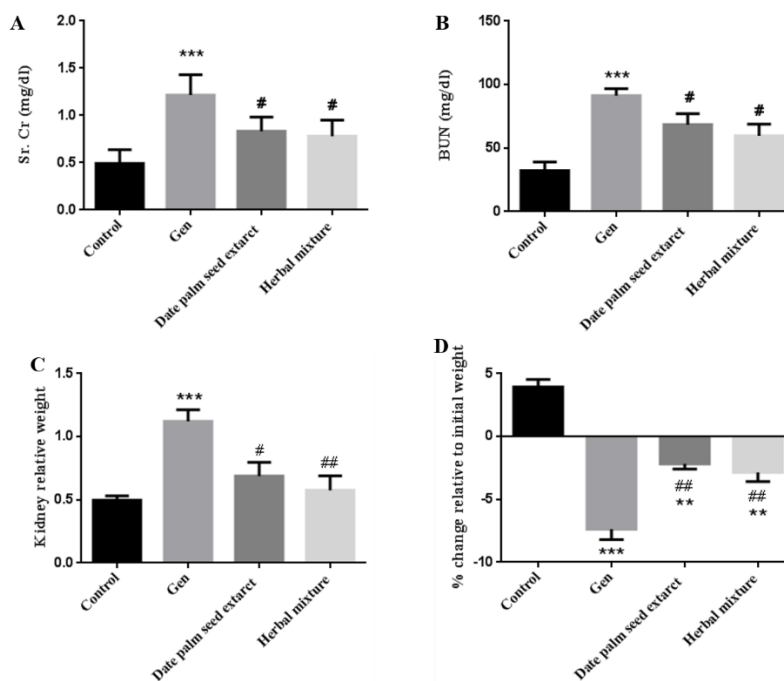 A
Sr. Cr (mg/dl)
2.0
1.5
1.0
0.5
0.0
***
#
#
Control
Gen
Date palm seed extarct
Herbal mixture
B
BUN (mg/dl)
150
100
50
0
***
#
#
Control
Gen
Date palm seed extarct
Herbal mixture
C
Kidney relative weight
1.5
1.0
0.5
0.0
***
#
##
Control
Gen
Date palm seed extarct
Herbal mixture
D
% change relative to initial weight
5
0
-5
-10
***
##
**
##
**
Control
Gen
Date palm seed extarct
Herbal mixture